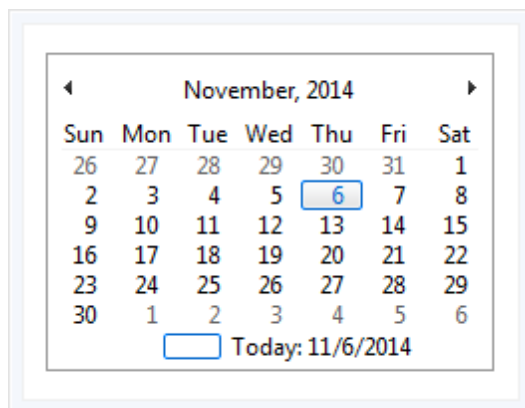 November, 2014
Sun Mon Tue Wed Thu Fri Sat
26 27 28 29 30 31 1
2 3 4 5 6 7 8
9 10 11 12 13 14 15
16 17 18 19 20 21 22
23 24 25 26 27 28 29
30 1 2 3 4 5 6
Today: 11/6/2014